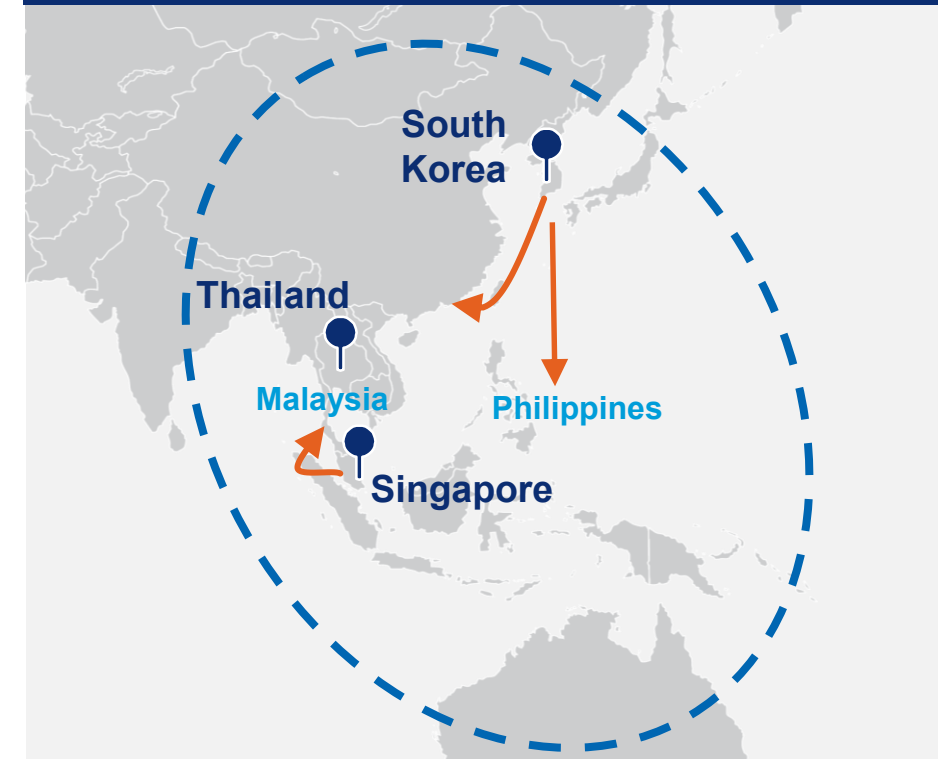 South
Korea
Thailand
Malaysia
Philippines
Singapore